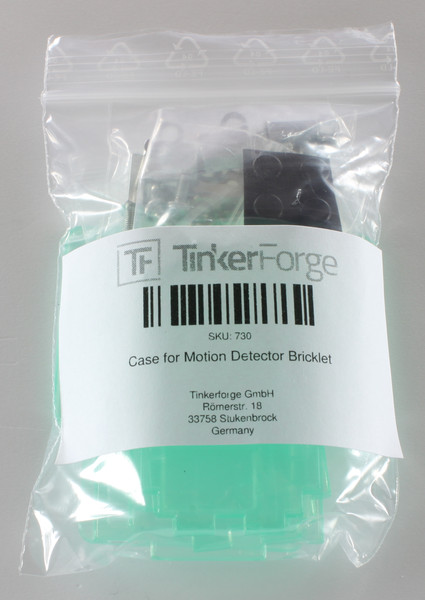 TF TinkerForge
SKU: 730
Case for Motion Detector Bricklet
Tinkerforge GmbH
Römerstr. 18
33758 Stukenbrock
Germany